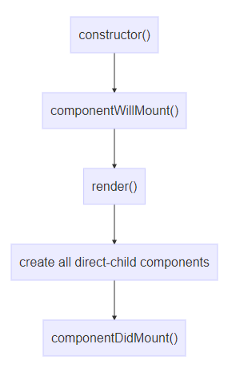 constructor()
componentWillMount()
render()
create all direct-child components
componentDidMount()